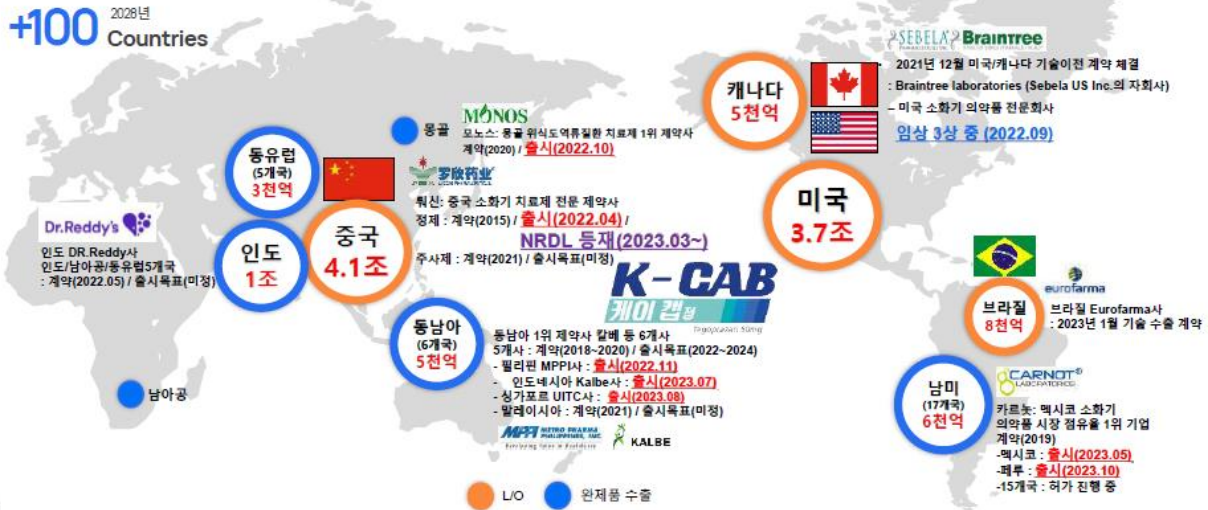 +100 2028년
Countries
SEBELA Braintree
2021년 12월 미국/캐나다 기술이전 계약 체결
: Braintree laboratories (Sebela US Inc.의 자회사)
– 미국 소화기 의약품 전문회사
임상 3상 중 (2022.09)
캐나다
5천억
미국
3.7조
MONOS
몽골
모노스: 몽골 위식도역류질환 치료제 1위 제약사
계약(2020) / 출시(2022.10)
동유럽
(5개국)
3천억
罗欣药业
뤄신: 중국 소화기 치료제 전문 제약사
정제 : 계약(2015) / 출시(2022.04) /
NRDL 등재(2023.03~)
주사제 : 계약(2021) / 출시목표(미정)
중국
4.1조
Dr.Reddy's
인도 DR.Reddy사
인도/남아공/동유럽5개국
: 계약(2022.05) / 출시목표(미정)
인도
1조
K-CAB
케이캡정
Tegoprazan 50mg
eurofarma
브라질
8천억
브라질 Eurofarma사
: 2023년 1월 기술 수출 계약
동남아
(6개국)
5천억
동남아 1위 제약사 칼베 등 6개사
5개사 : 계약(2018~2020) / 출시목표(2022~2024)
- 필리핀 MPPI사 : 출시(2022.11)
- 인도네시아 Kalbe사 : 출시(2023.07)
- 싱가포르 UITC사 : 출시(2023.08)
- 말레이시아 : 계약(2021) / 출시목표(미정)
MPPI METRO PHARMA PHILIPPINES, INC.
KALBE
남아공
CARNOT®
LABORATORIOS
남미
(17개국)
6천억
카르놋: 멕시코 소화기
의약품 시장 점유율 1위 기업
계약(2019)
-멕시코 : 출시(2023.05)
-페루 : 출시(2023.10)
-15개국 : 허가 진행 중
L/O
완제품 수출